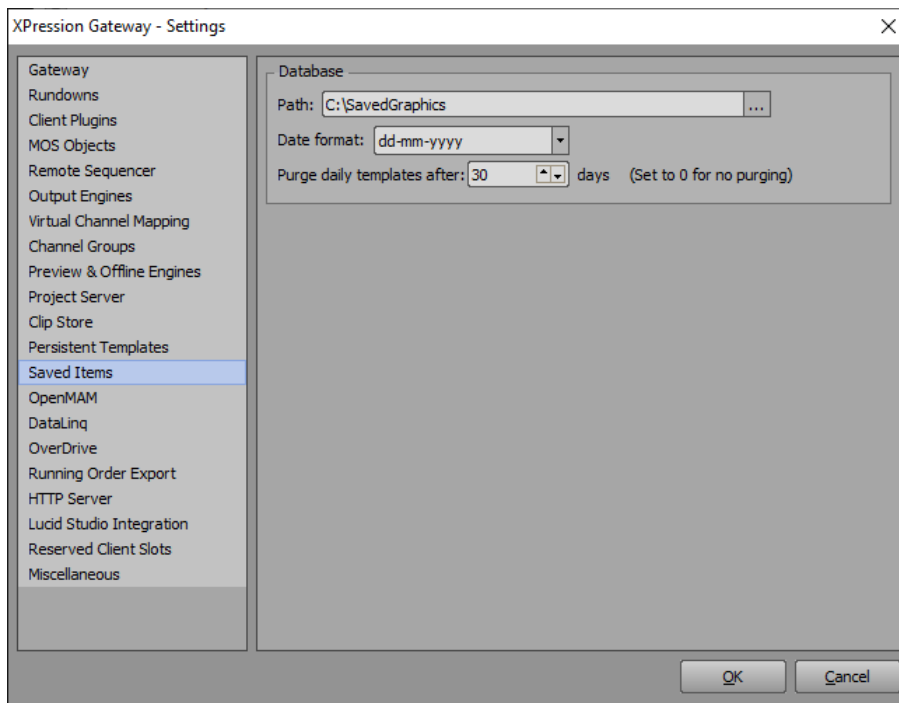 XPression Gateway - Settings
Gateway
Rundowns
Client Plugins
MOS Objects
Remote Sequencer
Output Engines
Virtual Channel Mapping
Channel Groups
Preview & Offline Engines
Project Server
Clip Store
Persistent Templates
Saved Items
OpenMAM
DataLinq
OverDrive
Running Order Export
HTTP Server
Lucid Studio Integration
Reserved Client Slots
Miscellaneous
Database
Path: C:\SavedGraphics ...
Date format: dd-mm-yyyy
Purge daily templates after: 30 days (Set to 0 for no purging)
OK Cancel